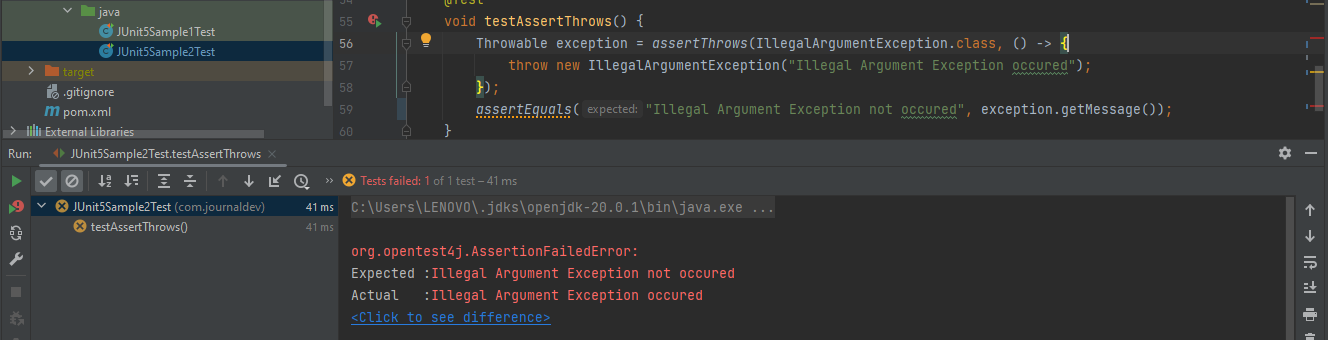 java
JUnit5Sample1Test
JUnit5Sample2Test
target
.gitignore
pom.xml
External Libraries
@Test
55 void testAssertThrows() {
56 Throwable exception = assertThrows(IllegalArgumentException.class, () -> {
57 throw new IllegalArgumentException("Illegal Argument Exception occured");
58 });
59 assertEquals( expected: "Illegal Argument Exception not occured", exception.getMessage());
60 }
Run: JUnit5Sample2Test.testAssertThrows
Tests failed: 1 of 1 test – 41 ms
JUnit5Sample2Test (com.journaldev) 41 ms
testAssertThrows() 41 ms
C:\Users\LENOVO\.jdks\openjdk-20.0.1\bin\java.exe ...
org.opentest4j.AssertionFailedError:
Expected :Illegal Argument Exception not occured
Actual :Illegal Argument Exception occured
<Click to see difference>